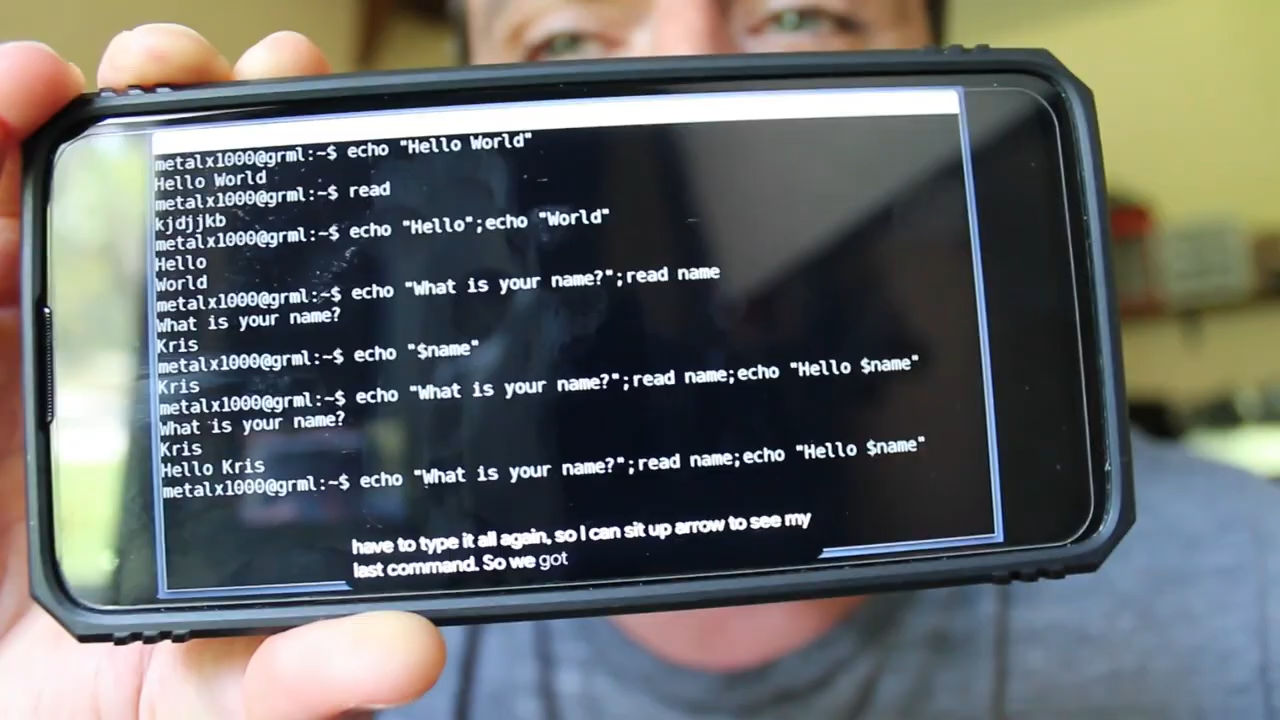 metalx1000@grml:~$ echo "Hello World"
Hello World
metalx1000@grml:~$ read
kjdjjkb
metalx1000@grml:~$ echo "Hello";echo "World"
Hello
World
metalx1000@grml:~$ echo "What is your name?";read name
What is your name?
Kris
metalx1000@grml:~$ echo "$name"
Kris
metalx1000@grml:~$ echo "What is your name?";read name;echo "Hello $name"
What is your name?
Kris
Hello Kris
metalx1000@grml:~$ echo "What is your name?";read name;echo "Hello $name"
have to type it all again, so I can sit up arrow to see my
last command. So we got